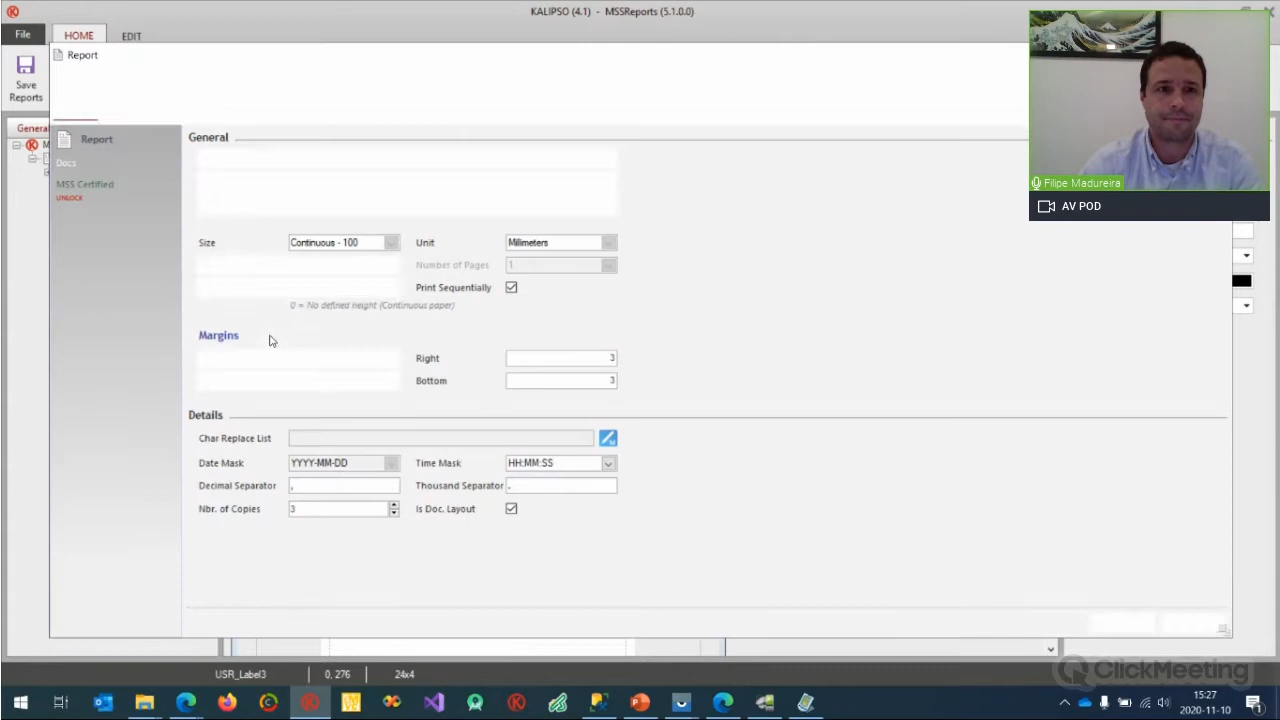 KALIPSO (4.1) - MSSReports (5.1.0.0)
File HOME EDIT
Report
Save
Reports
General
Report
Docs
MSS Certified
UNLOCK
General
Size Continuous - 100 Unit Milimeters
Number of Pages 1
Print Sequentially
0 = No defined height (Continuous paper)
Margins
Right 3
Bottom 3
Details
Char Replace List
Date Mask YYYY-MM-DD Time Mask HH:MM:SS
Decimal Separator , Thousand Separator .
Nbr. of Copies 3 Is Doc. Layout
Filipe Madureira
AV POD
USR_Label3 0, 276 24x4
ClickMeeting
15:27
2020-11-10